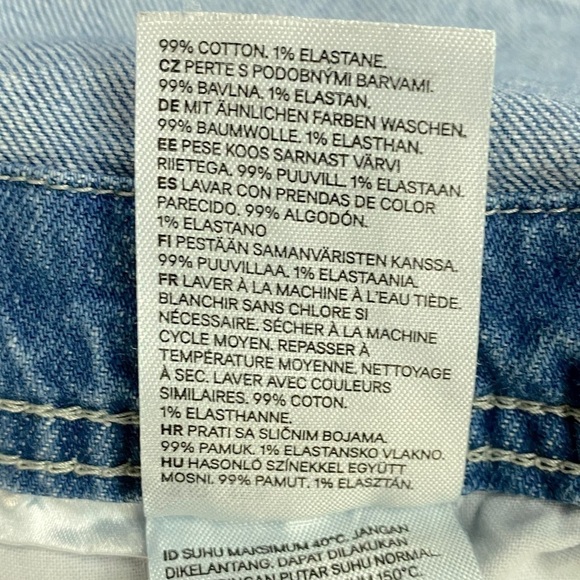 99% COTTON. 1% ELASTANE.
CZ PERTE S PODOBNÝMI BARVAMI.
99% BAVLNA. 1% ELASTAN.
DE MIT ÄHNLICHEN FARBEN WASCHEN.
99% BAUMWOLLE. 1% ELASTHAN.
EE PESE KOOS SARNAST VÄRVI
RIIETEGA. 99% PUUVILL. 1% ELASTAAN.
ES LAVAR CON PRENDAS DE COLOR
PARECIDO. 99% ALGODÓN.
1% ELASTANO
FI PESTÄÄN SAMANVÄRISTEN KANSSA.
99% PUUVILLAA. 1% ELASTAANIA.
FR LAVER À LA MACHINE À L'EAU TIÈDE.
BLANCHIR SANS CHLORE SI
NÉCESSAIRE. SÉCHER À LA MACHINE
CYCLE MOYEN. REPASSER À
TEMPÉRATURE MOYENNE. NETTOYAGE
À SEC. LAVER AVEC COULEURS
SIMILAIRES. 99% COTON.
1% ELASTHANNE.
HR PRATI SA SLIČNIM BOJAMA.
99% PAMUK. 1% ELASTANSKO VLAKNO.
HU HASONLÓ SZÍNEKKEL EGYÜTT
MOSNI. 99% PAMUT. 1% ELASZTÁN.
ID SUHU MAKSIMUM 40°C. JANGAN
DIKELANTANG. DAPAT DILAKUKAN
PUTAR SUHU NORMAL.
150°C.